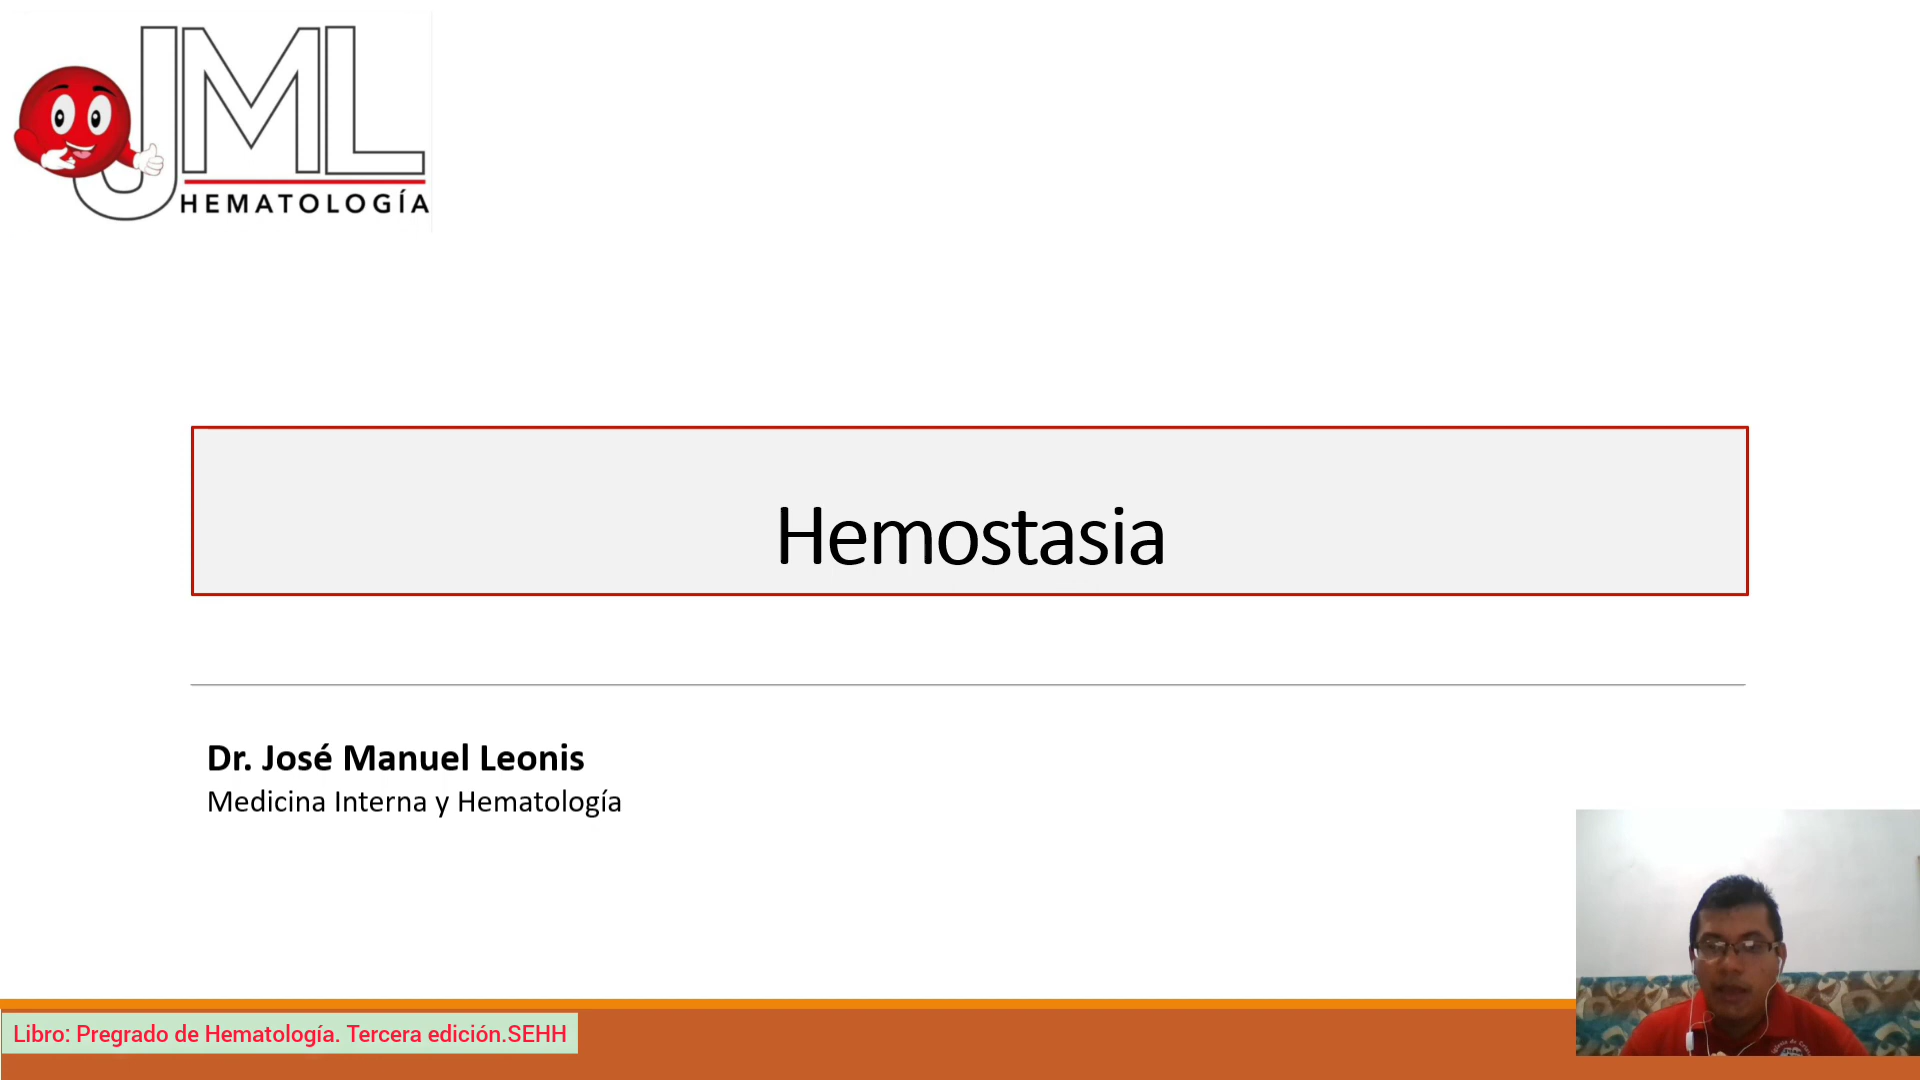 JML
HEMATOLOGÍA
Hemostasia
Dr. José Manuel Leonis
Medicina Interna y Hematología
Libro: Pregrado de Hematología. Tercera edición.SEHH